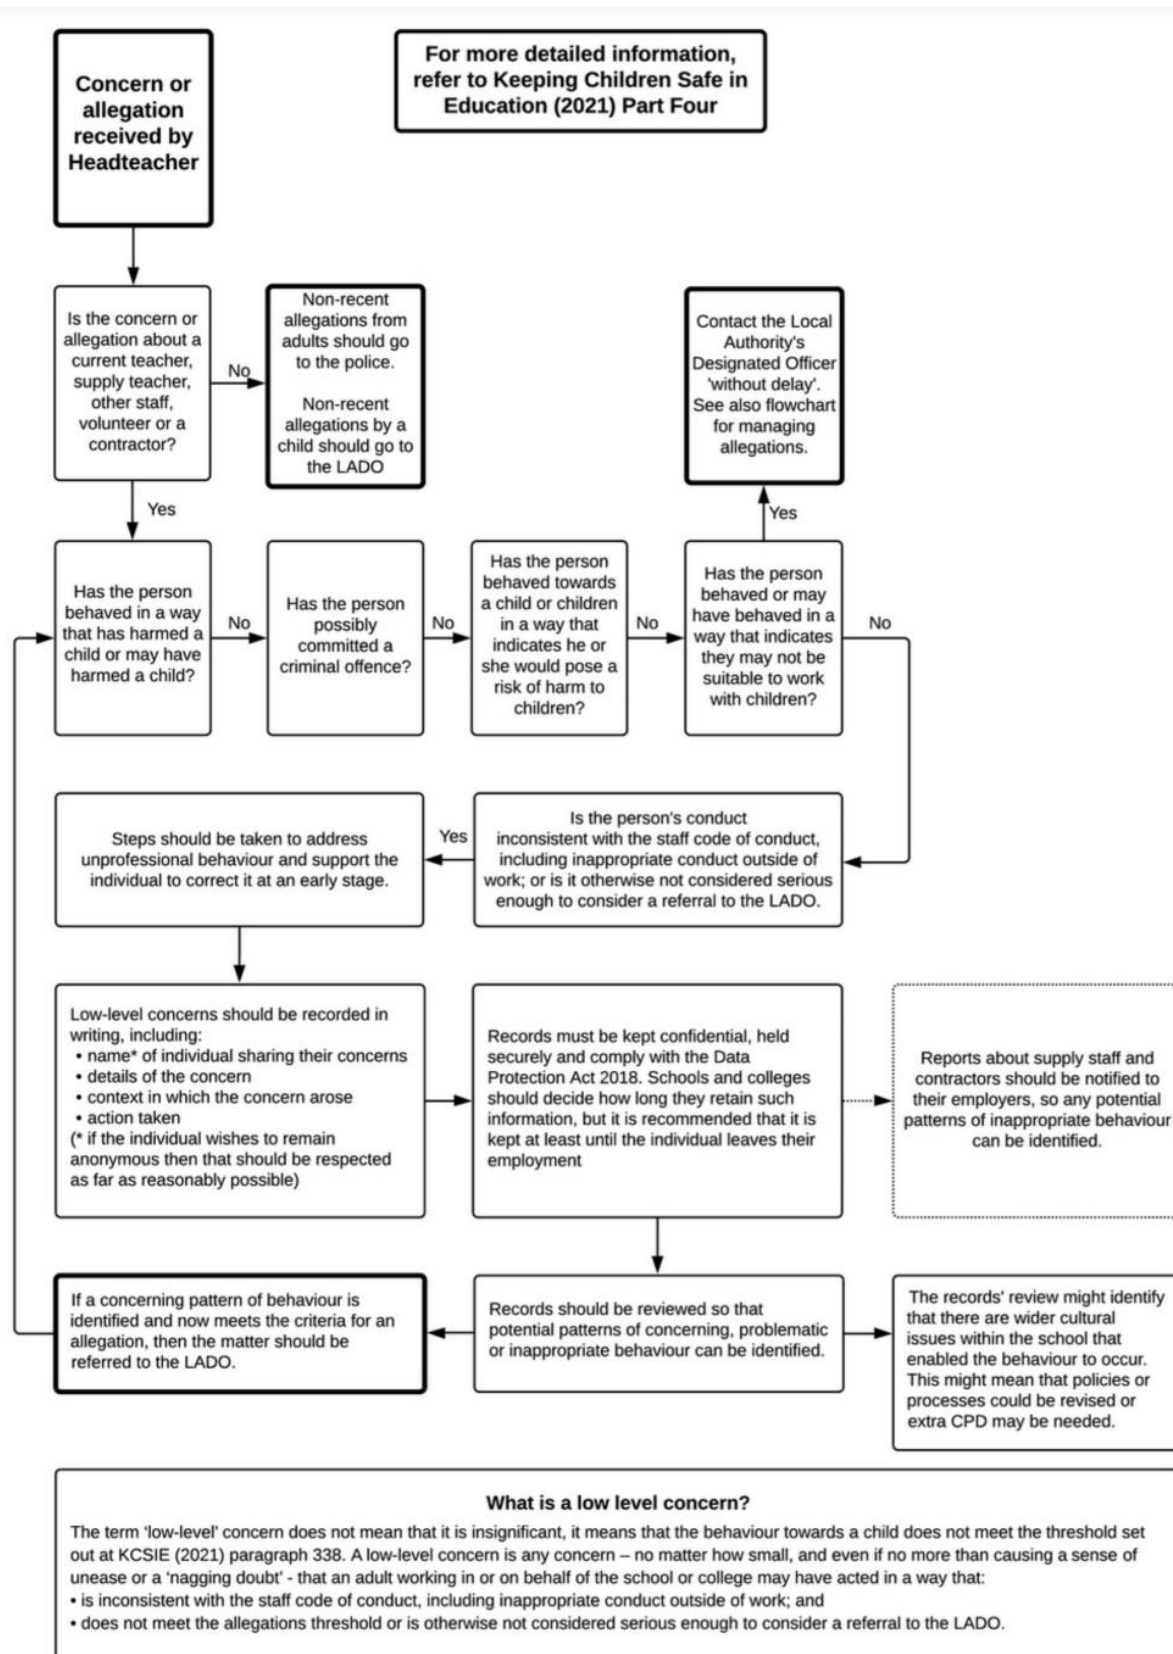 Concern or
allegation
received by
Headteacher
For more detailed information,
refer to Keeping Children Safe in
Education (2021) Part Four
Is the concern or
allegation about a
current teacher,
supply teacher,
other staff,
volunteer or a
contractor?
No
Non-recent
allegations from
adults should go
to the police.
Non-recent
allegations by a
child should go to
the LADO
Contact the Local
Authority's
Designated Officer
'without delay'.
See also flowchart
for managing
allegations.
Yes
Yes
Has the person
behaved in a way
that has harmed a
child or may have
harmed a child?
No
Has the person
possibly
committed a
criminal offence?
No
Has the person
behaved towards
a child or children
in a way that
indicates he or
she would pose a
risk of harm to
children?
No
Has the person
behaved or may
have behaved in a
way that indicates
they may not be
suitable to work
with children?
No
Steps should be taken to address
unprofessional behaviour and support the
individual to correct it at an early stage.
Yes
Is the person's conduct
inconsistent with the staff code of conduct,
including inappropriate conduct outside of
work; or is it otherwise not considered serious
enough to consider a referral to the LADO.
Low-level concerns should be recorded in
writing, including:
• name* of individual sharing their concerns
• details of the concern
• context in which the concern arose
• action taken
(* if the individual wishes to remain
anonymous then that should be respected
as far as reasonably possible)
Records must be kept confidential, held
securely and comply with the Data
Protection Act 2018. Schools and colleges
should decide how long they retain such
information, but it is recommended that it is
kept at least until the individual leaves their
employment
Reports about supply staff and
contractors should be notified to
their employers, so any potential
patterns of inappropriate behaviour
can be identified.
If a concerning pattern of behaviour is
identified and now meets the criteria for an
allegation, then the matter should be
referred to the LADO.
Records should be reviewed so that
potential patterns of concerning, problematic
or inappropriate behaviour can be identified.
The records' review might identify
that there are wider cultural
issues within the school that
enabled the behaviour to occur.
This might mean that policies or
processes could be revised or
extra CPD may be needed.
What is a low level concern?
The term 'low-level' concern does not mean that it is insignificant, it means that the behaviour towards a child does not meet the threshold set
out at KCSIE (2021) paragraph 338. A low-level concern is any concern – no matter how small, and even if no more than causing a sense of
unease or a 'nagging doubt' - that an adult working in or on behalf of the school or college may have acted in a way that:
• is inconsistent with the staff code of conduct, including inappropriate conduct outside of work; and
• does not meet the allegations threshold or is otherwise not considered serious enough to consider a referral to the LADO.